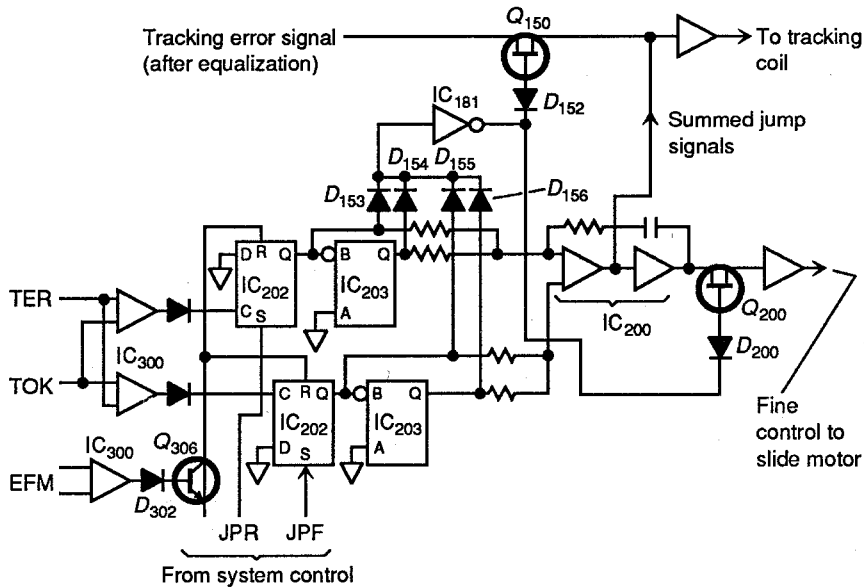 Q150
Tracking error signal
(after equalization)
To tracking
coil
IC181
D152
Summed jump
signals
D154 D155
D153
D156
D R Q
IC202
C S
B Q
IC203
A
IC200
Q200
D200
TER
TOK
IC300
C R Q
IC202
D
S
B Q
IC203
A
Q306
IC300
EFM
D302
JPR JPF
From system control
Fine
control to
slide motor